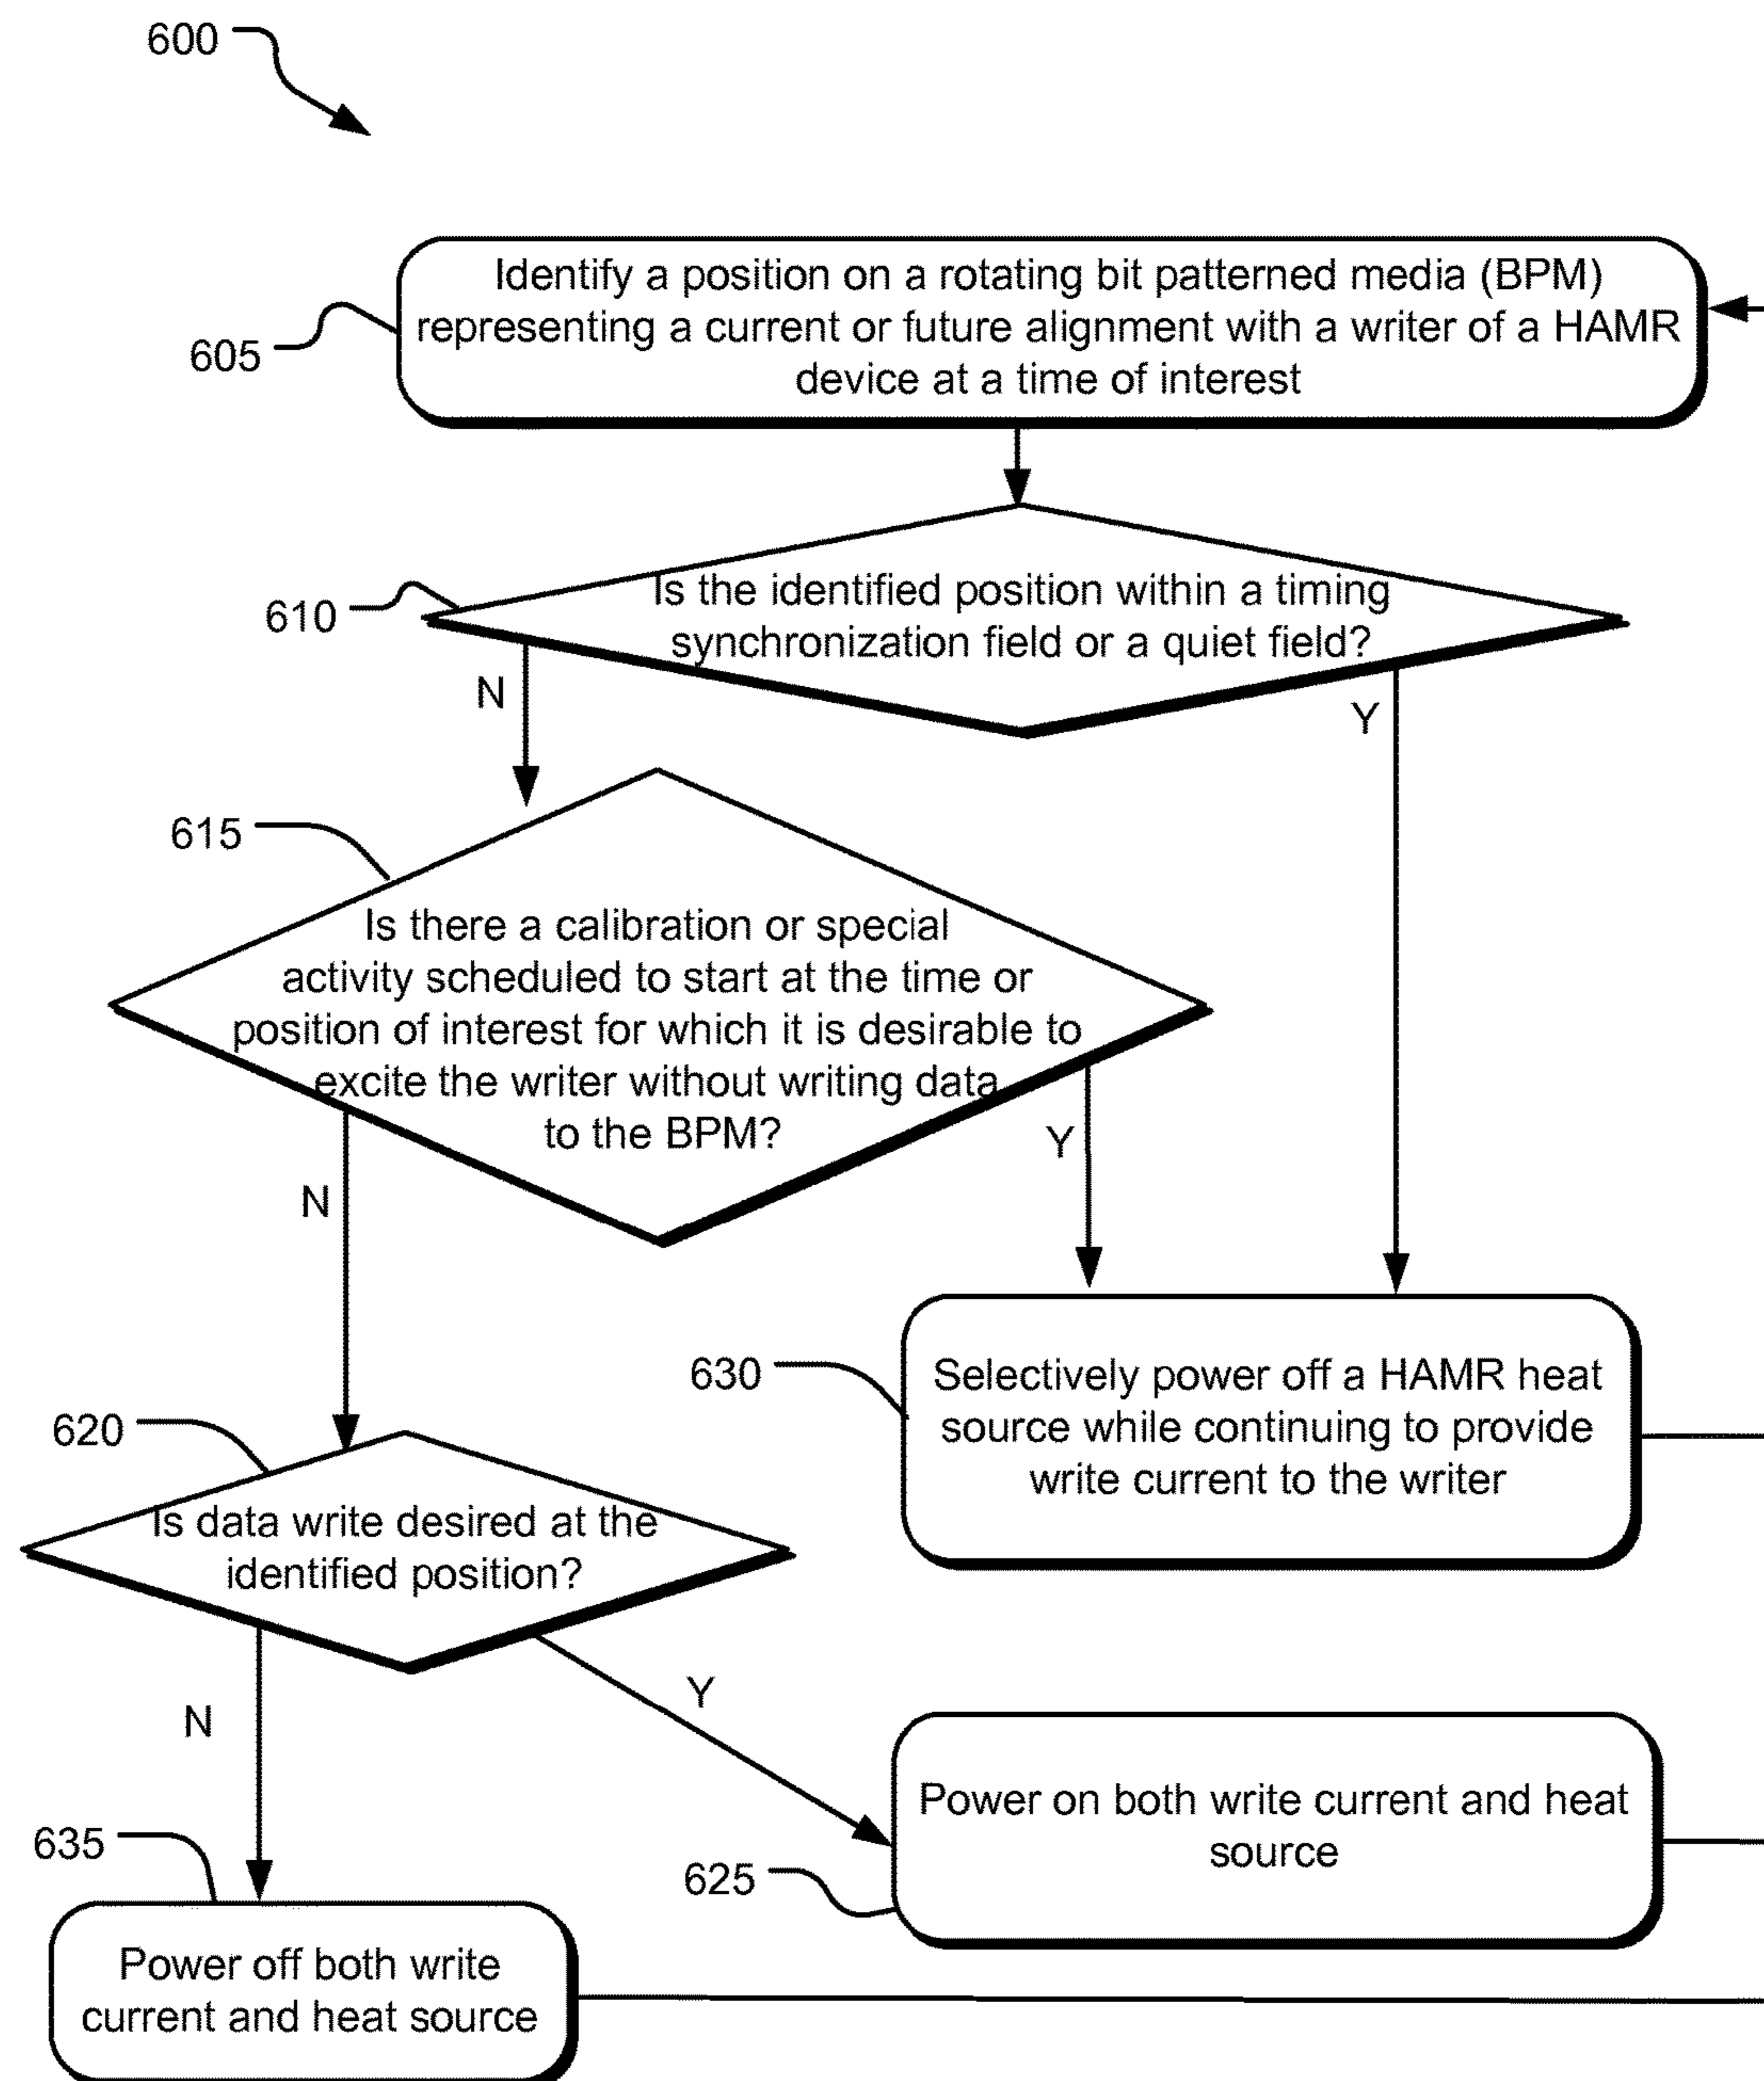 600
Identify a position on a rotating bit patterned media (BPM)
representing a current or future alignment with a writer of a HAMR
device at a time of interest
605
Is the identified position within a timing
synchronization field or a quiet field?
610
N
Y
615
Is there a calibration or special
activity scheduled to start at the time or
position of interest for which it is desirable to
excite the writer without writing data
to the BPM?
Y
N
630
Selectively power off a HAMR heat
source while continuing to provide
write current to the writer
620
Is data write desired at the
identified position?
Y
N
Power on both write current and heat
source
625
635
Power off both write
current and heat source